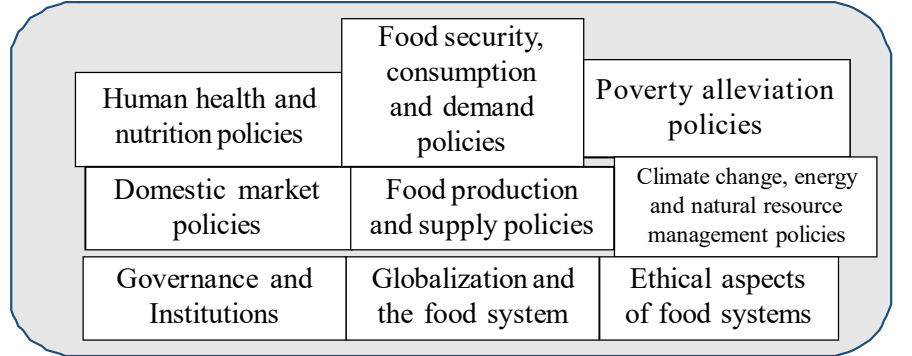 Human health and
nutrition policies
Food security,
consumption
and demand
policies
Poverty alleviation
policies
Domestic market
policies
Food production
and supply policies
Climate change, energy
and natural resource
management policies
Governance and
Institutions
Globalization and
the food system
Ethical aspects
of food systems